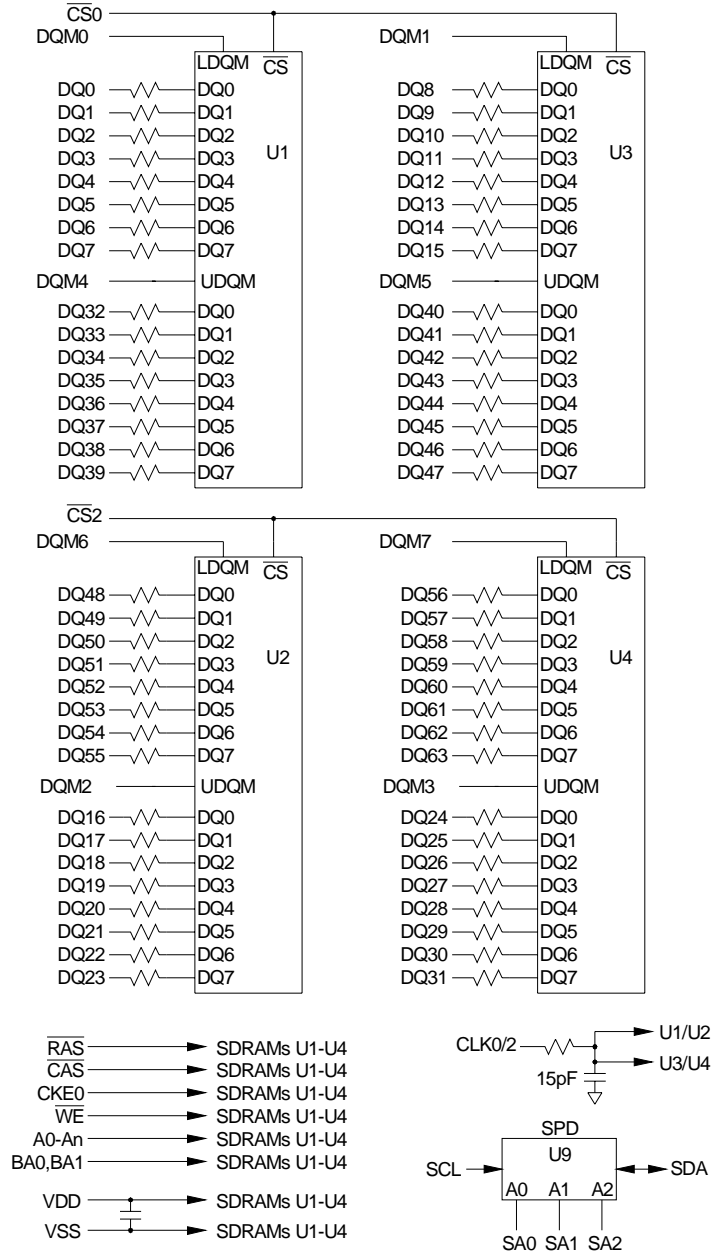 CS0
DQM0 DQM1
LDQM CS LDQM CS
DQ0 DQ0 DQ8 DQ0
DQ1 DQ1 DQ9 DQ1
DQ2 DQ2 DQ10 DQ2
DQ3 DQ3 U1 DQ11 DQ3 U3
DQ4 DQ4 DQ12 DQ4
DQ5 DQ5 DQ13 DQ5
DQ6 DQ6 DQ14 DQ6
DQ7 DQ7 DQ15 DQ7
DQM4 UDQM DQM5 UDQM
DQ32 DQ0 DQ40 DQ0
DQ33 DQ1 DQ41 DQ1
DQ34 DQ2 DQ42 DQ2
DQ35 DQ3 DQ43 DQ3
DQ36 DQ4 DQ44 DQ4
DQ37 DQ5 DQ45 DQ5
DQ38 DQ6 DQ46 DQ6
DQ39 DQ7 DQ47 DQ7
CS2
DQM6 DQM7
LDQM CS LDQM CS
DQ48 DQ0 DQ56 DQ0
DQ49 DQ1 DQ57 DQ1
DQ50 DQ2 DQ58 DQ2
DQ51 DQ3 U2 DQ59 DQ3 U4
DQ52 DQ4 DQ60 DQ4
DQ53 DQ5 DQ61 DQ5
DQ54 DQ6 DQ62 DQ6
DQ55 DQ7 DQ63 DQ7
DQM2 UDQM DQM3 UDQM
DQ16 DQ0 DQ24 DQ0
DQ17 DQ1 DQ25 DQ1
DQ18 DQ2 DQ26 DQ2
DQ19 DQ3 DQ27 DQ3
DQ20 DQ4 DQ28 DQ4
DQ21 DQ5 DQ29 DQ5
DQ22 DQ6 DQ30 DQ6
DQ23 DQ7 DQ31 DQ7
RAS SDRAMs U1-U4
CAS SDRAMs U1-U4
CKE0 SDRAMs U1-U4
WE SDRAMs U1-U4
A0-An SDRAMs U1-U4
BA0,BA1 SDRAMs U1-U4
VDD SDRAMs U1-U4
VSS SDRAMs U1-U4
U1/U2
CLK0/2
U3/U4
15pF
SPD
U9
SCL SDA
A0 A1 A2
SA0 SA1 SA2